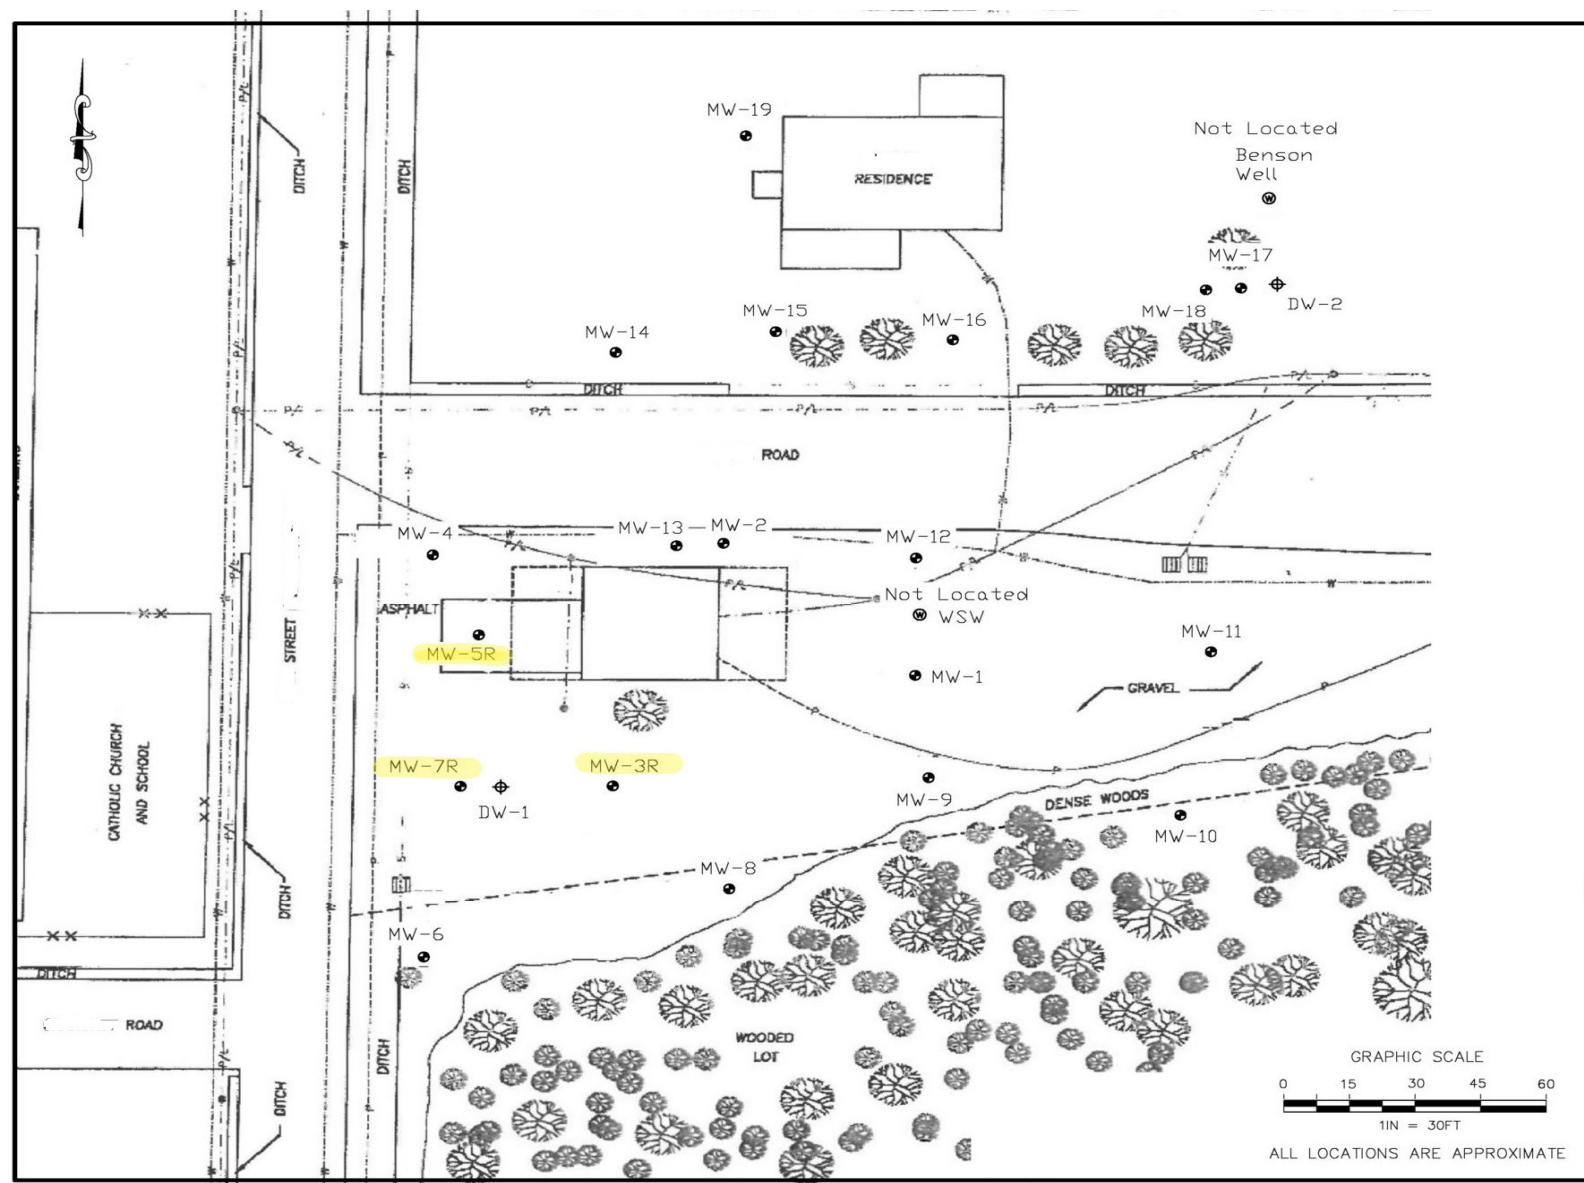 MW-19
Not Located
Benson
Well
RESIDENCE
P/L
DITCH
DITCH
MW-17
MW-18
DW-2
MW-15
MW-16
MW-14
P/L
DITCH
DITCH
P/L
P/L
P/L
P/L
P/L
ROAD
MW-4
MW-13
MW-2
MW-12
P/L
P/L
P/L
Not Located
WSW
ASPHALT
MW-5R
STREET
MW-11
MW-1
GRAVEL
MW-7R
MW-3R
DW-1
MW-9
DENSE WOODS
MW-10
CATHOLIC CHURCH
AND SCHOOL
P/L
MW-8
DITCH
MW-6
DITCH
ROAD
WOODED
LOT
DITCH
P/L
DITCH
GRAPHIC SCALE
0 15 30 45 60
1IN = 30FT
ALL LOCATIONS ARE APPROXIMATE